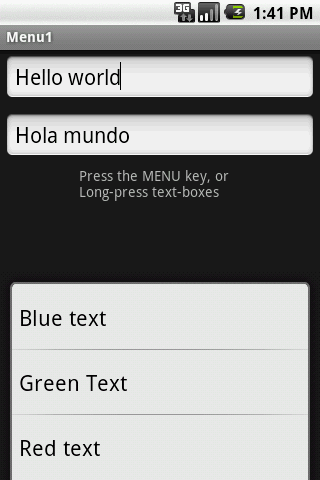 3G 1:41 PM
Menu1
Hello world
Hola mundo
Press the MENU key, or
Long-press text-boxes
Blue text
Green Text
Red text